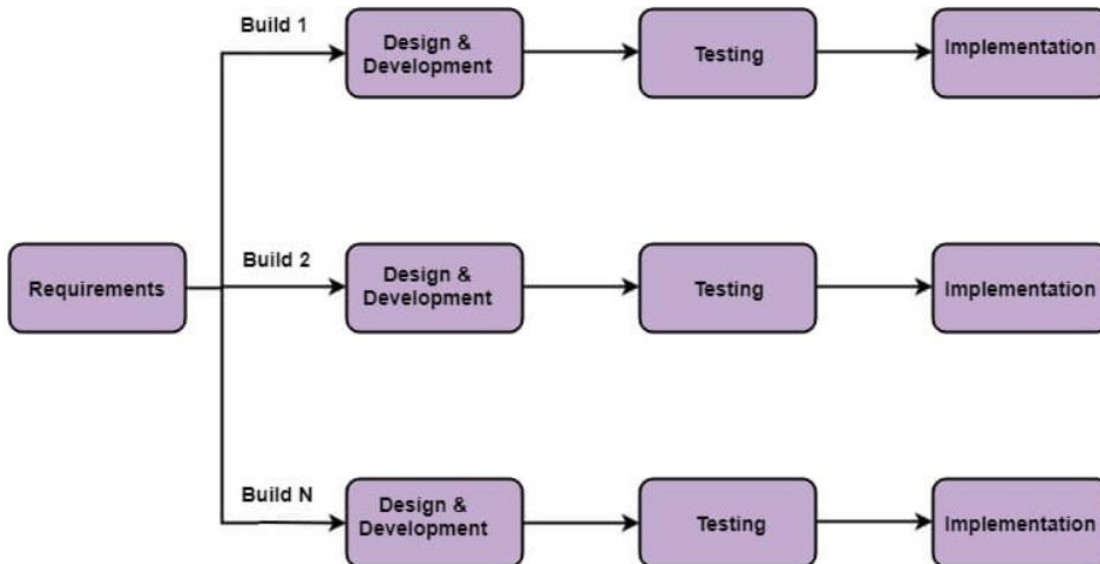 Build 1
Design &
Development
Testing
Implementation
Requirements
Build 2
Design &
Development
Testing
Implementation
Build N
Design &
Development
Testing
Implementation